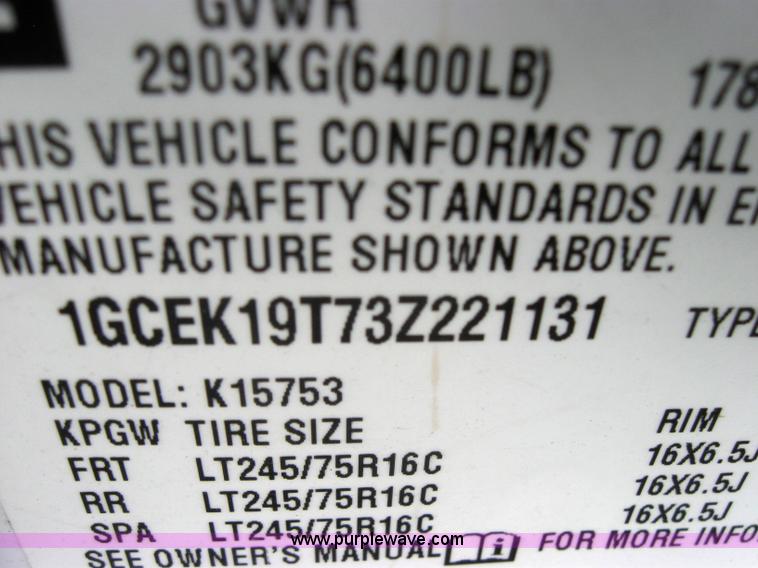 GVWR
2903KG(6400LB) 178
HIS VEHICLE CONFORMS TO ALL
VEHICLE SAFETY STANDARDS IN E
MANUFACTURE SHOWN ABOVE.
1GCEK19T73Z221131 TYPE
MODEL: K15753
KPGW TIRE SIZE RIM
FRT LT245/75R16C 16X6.5J
RR LT245/75R16C 16X6.5J
SPA LT245/75R16C 16X6.5J
SEE OWNER'S MANUAL FOR MORE INFO
www.purplewave.com